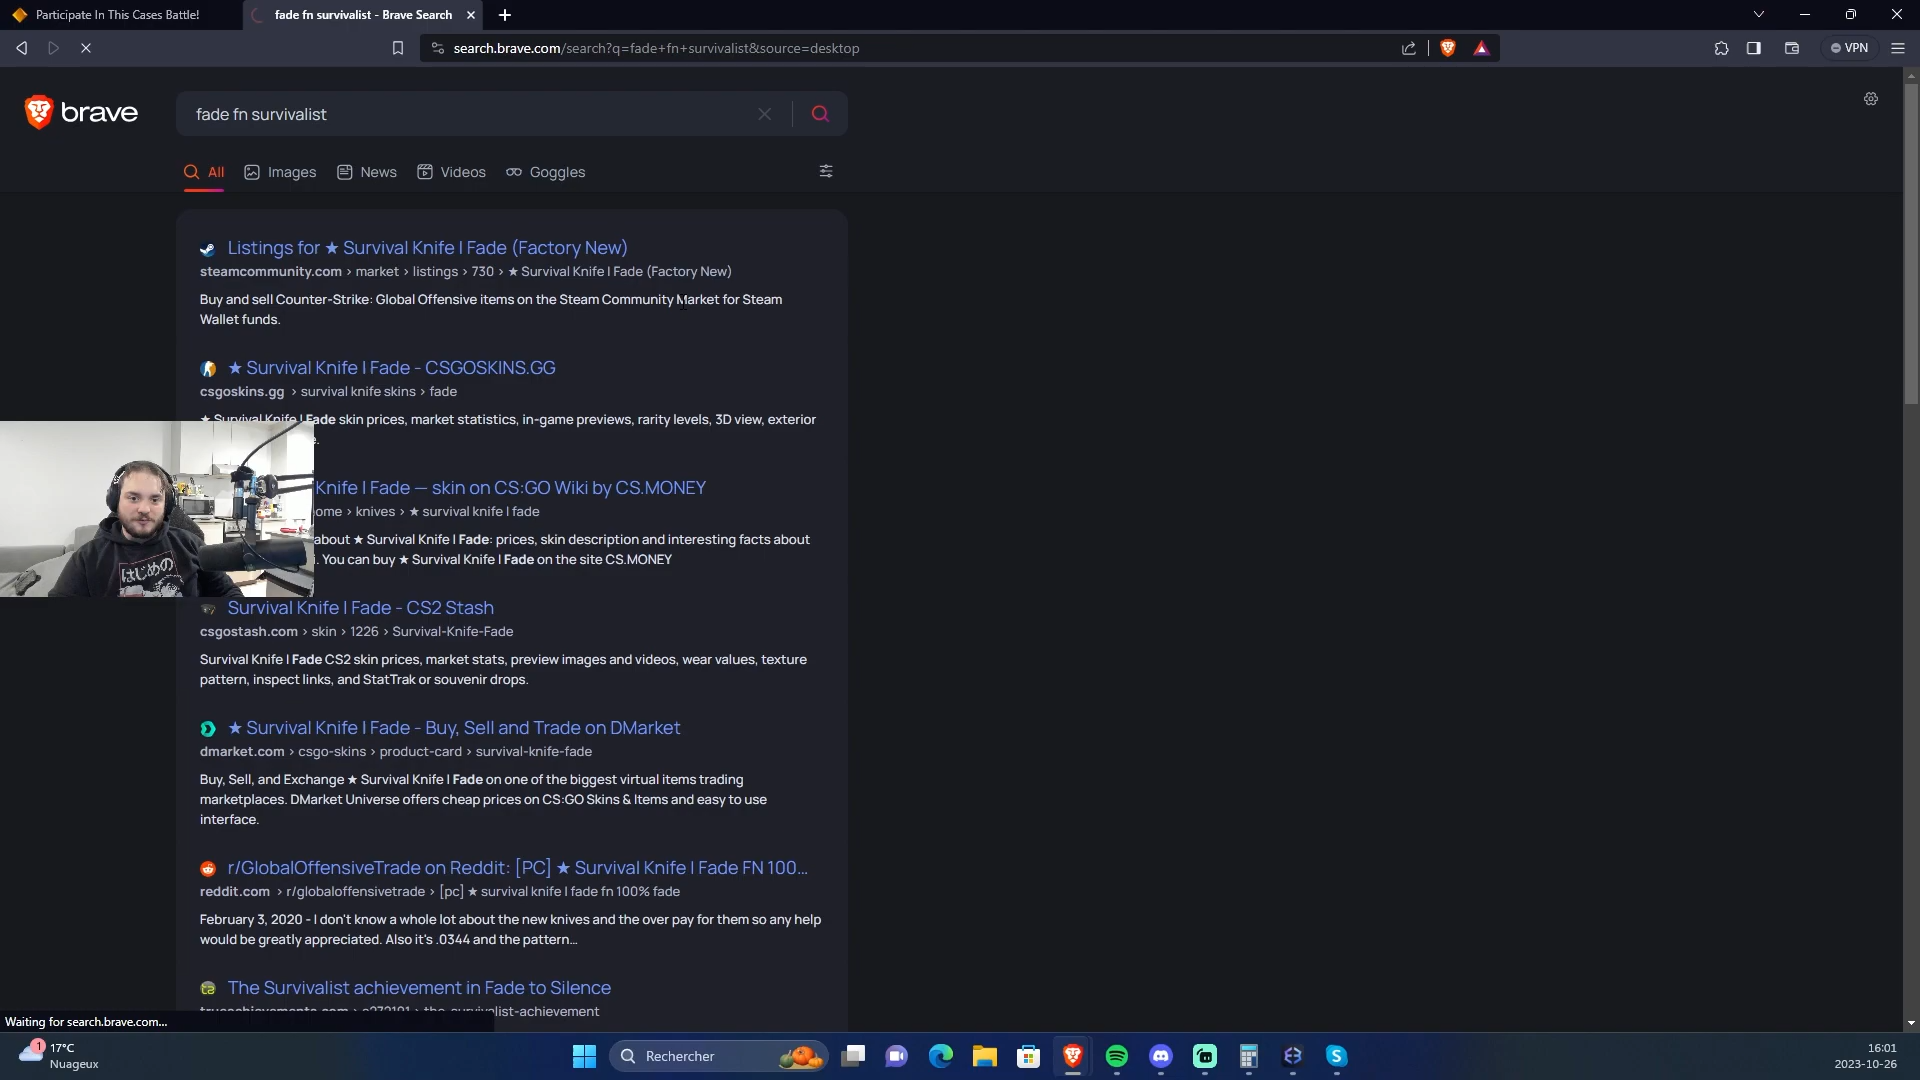 Participate In This Cases Battle!
fade fn survivalist - Brave Search
search.brave.com/search?q=fade+fn+survivalist&source=desktop
VPN
brave
fade fn survivalist
All
Images
News
Videos
Goggles
Listings for ★ Survival Knife | Fade (Factory New)
steamcommunity.com › market › listings › 730 › ★ Survival Knife | Fade (Factory New)
Buy and sell Counter-Strike: Global Offensive items on the Steam Community Market for Steam
Wallet funds.
★ Survival Knife | Fade - CSGOSKINS.GG
csgoskins.gg › survival knife skins › fade
★ Survival Knife | Fade skin prices, market statistics, in-game previews, rarity levels, 3D view, exterior
Knife | Fade — skin on CS:GO Wiki by CS.MONEY
ome › knives › ★ survival knife | fade
about ★ Survival Knife | Fade: prices, skin description and interesting facts about
. You can buy ★ Survival Knife | Fade on the site CS.MONEY
はじめの
Survival Knife | Fade - CS2 Stash
csgostash.com › skin › 1226 › Survival-Knife-Fade
Survival Knife | Fade CS2 skin prices, market stats, preview images and videos, wear values, texture
pattern, inspect links, and StatTrak or souvenir drops.
★ Survival Knife | Fade - Buy, Sell and Trade on DMarket
dmarket.com › csgo-skins › product-card › survival-knife-fade
Buy, Sell, and Exchange ★ Survival Knife | Fade on one of the biggest virtual items trading
marketplaces. DMarket Universe offers cheap prices on CS:GO Skins & Items and easy to use
interface.
r/GlobalOffensiveTrade on Reddit: [PC] ★ Survival Knife | Fade FN 100...
reddit.com › r/globaloffensivetrade › [pc] ★ survival knife | fade fn 100% fade
February 3, 2020 - I don't know a whole lot about the new knives and the over pay for them so any help
would be greatly appreciated. Also it's .0344 and the pattern...
The Survivalist achievement in Fade to Silence
the-survivalist-achievement
Waiting for search.brave.com...
1
17°C
Nuageux
Rechercher
16:01
2023-10-26